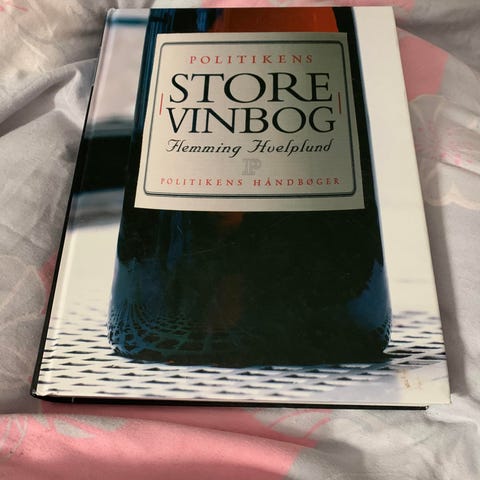 POLITIKENS
STORE
VINBOG
Hemming Hvelplund
P
POLITIKENS HÅNDBØGER